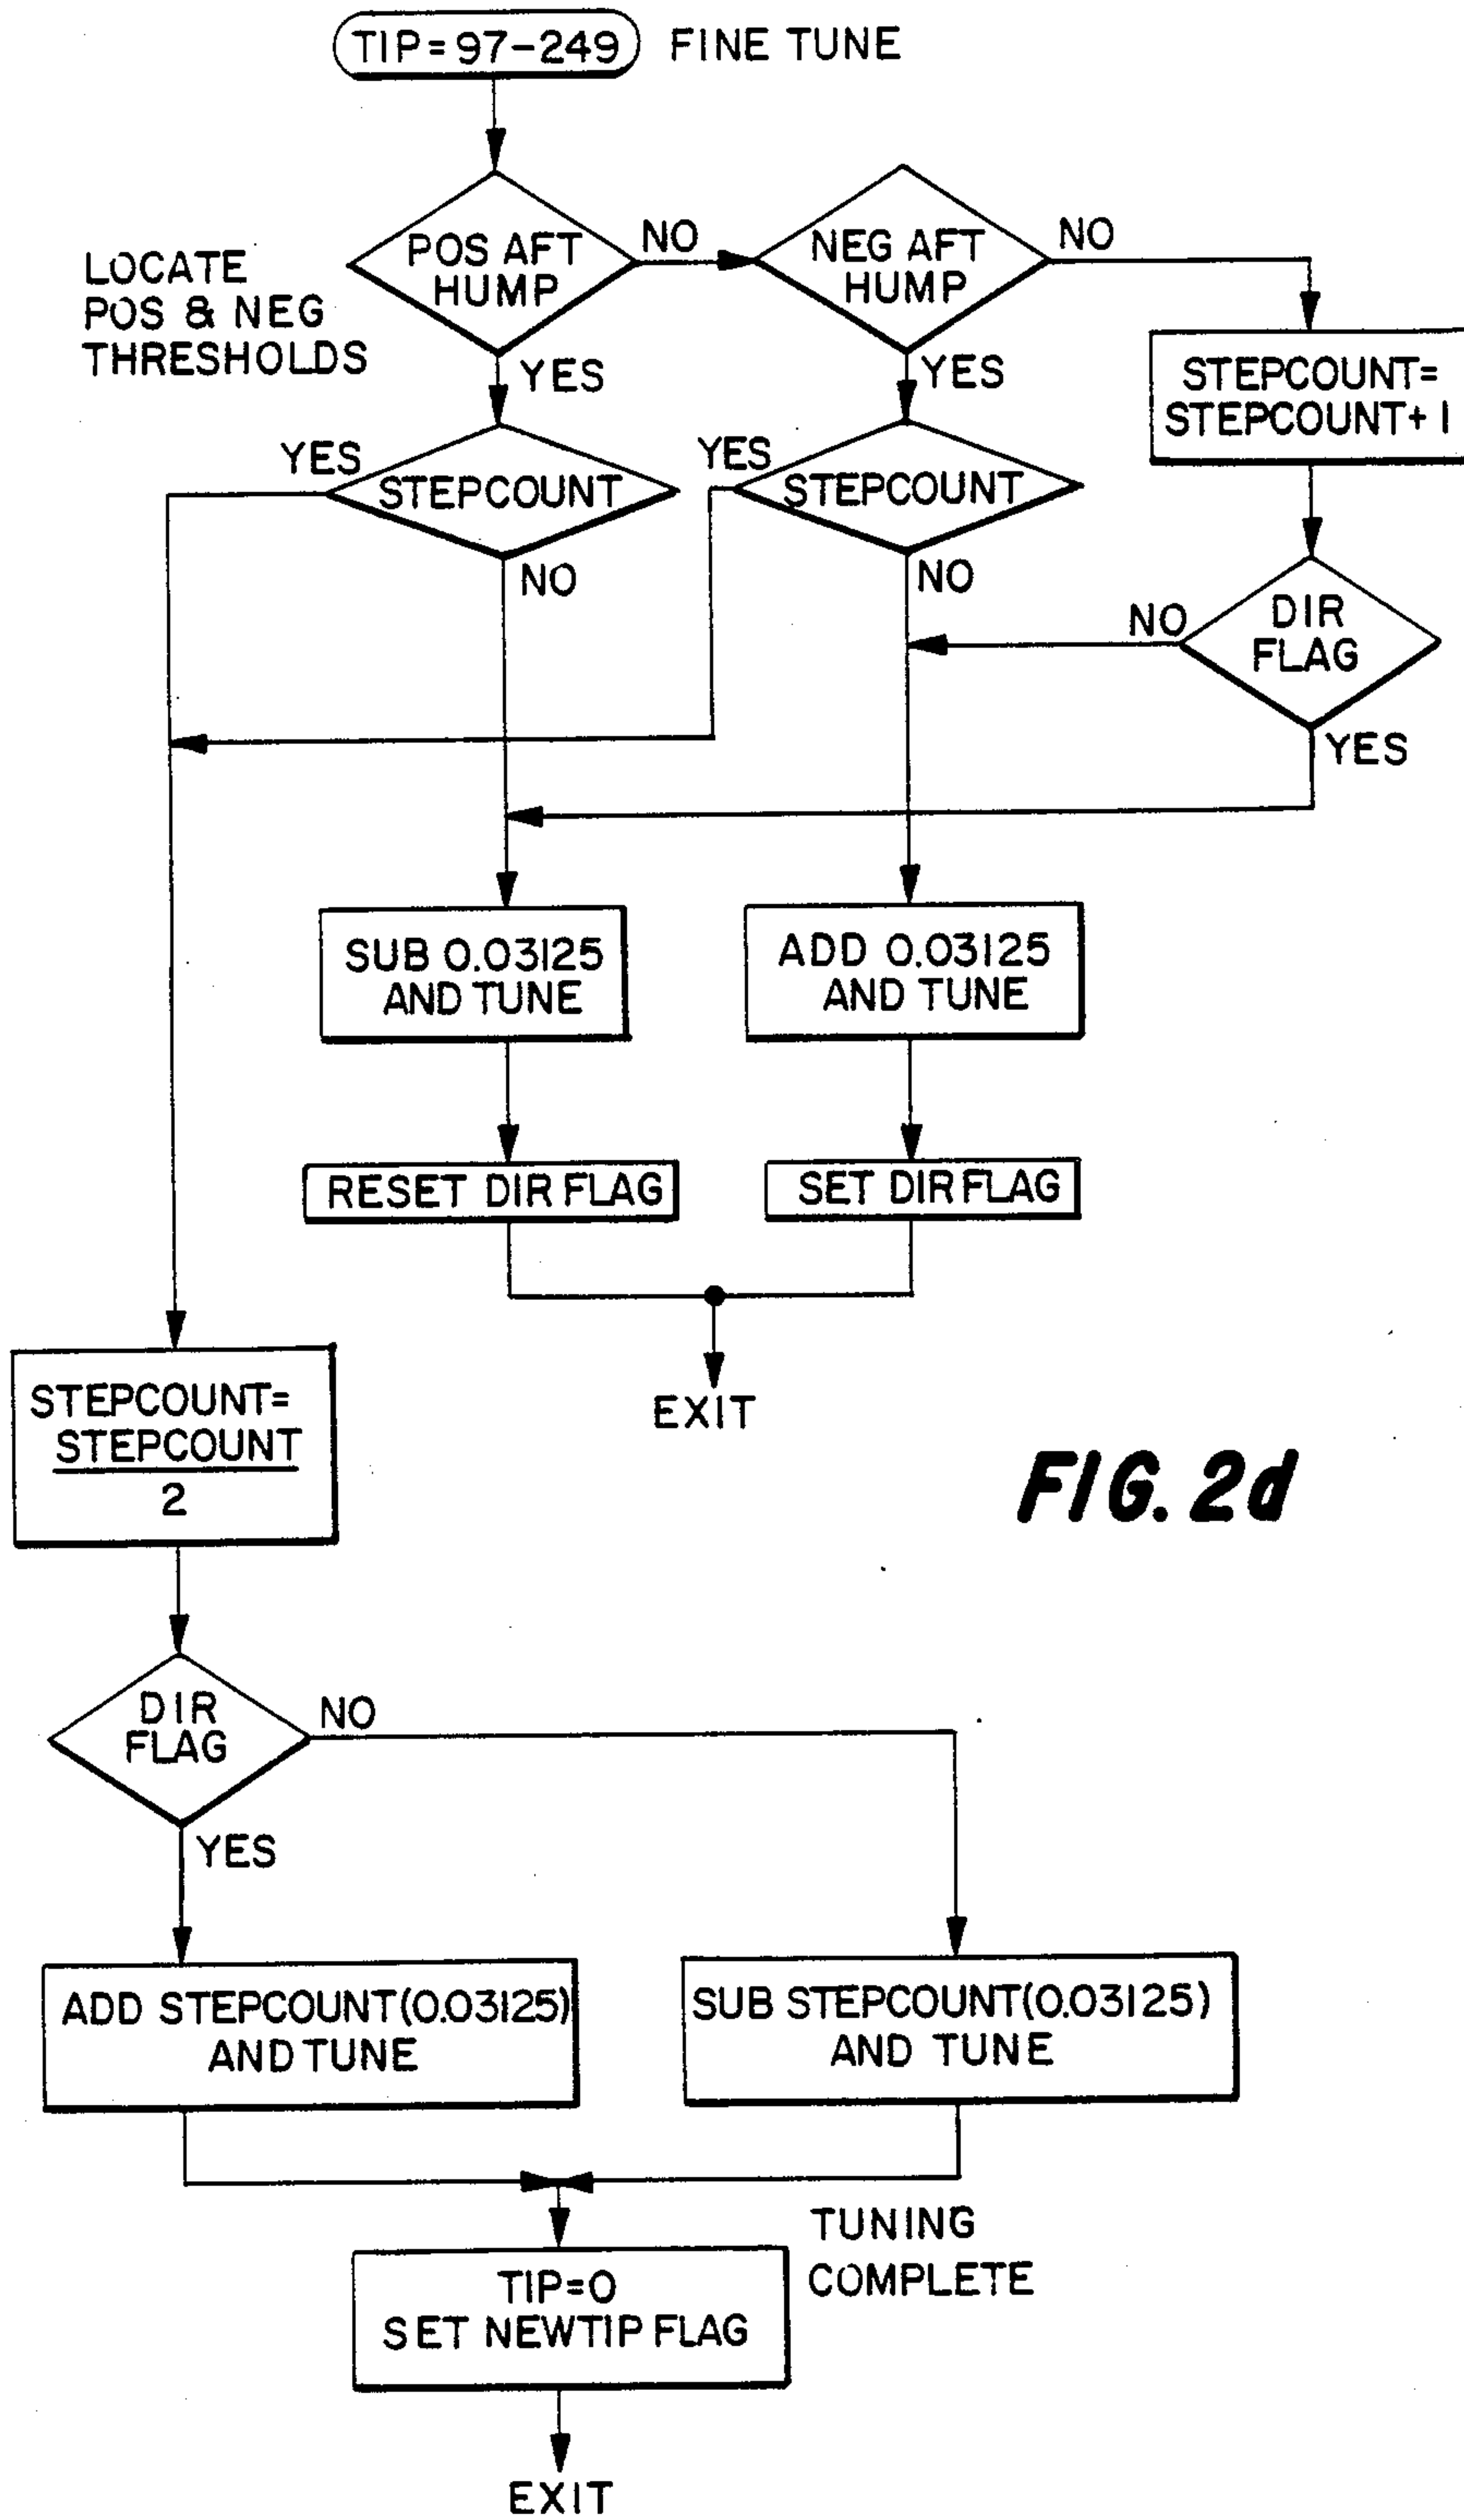 TIP=97-249
FINE TUNE
LOCATE
POS & NEG
THRESHOLDS
POS AFT
HUMP
NO
YES
NEG AFT
HUMP
NO
YES
STEPCOUNT=
STEPCOUNT+1
YES
STEPCOUNT
NO
YES
STEPCOUNT
NO
NO
DIR
FLAG
YES
SUB 0.03125
AND TUNE
ADD 0.03125
AND TUNE
RESET DIR FLAG
SET DIR FLAG
EXIT
STEPCOUNT=
STEPCOUNT
2
FIG. 2d
DIR
FLAG
NO
YES
ADD STEPCOUNT(0.03125)
AND TUNE
SUB STEPCOUNT(0.03125)
AND TUNE
TUNING
COMPLETE
TIP=0
SET NEWTIP FLAG
EXIT